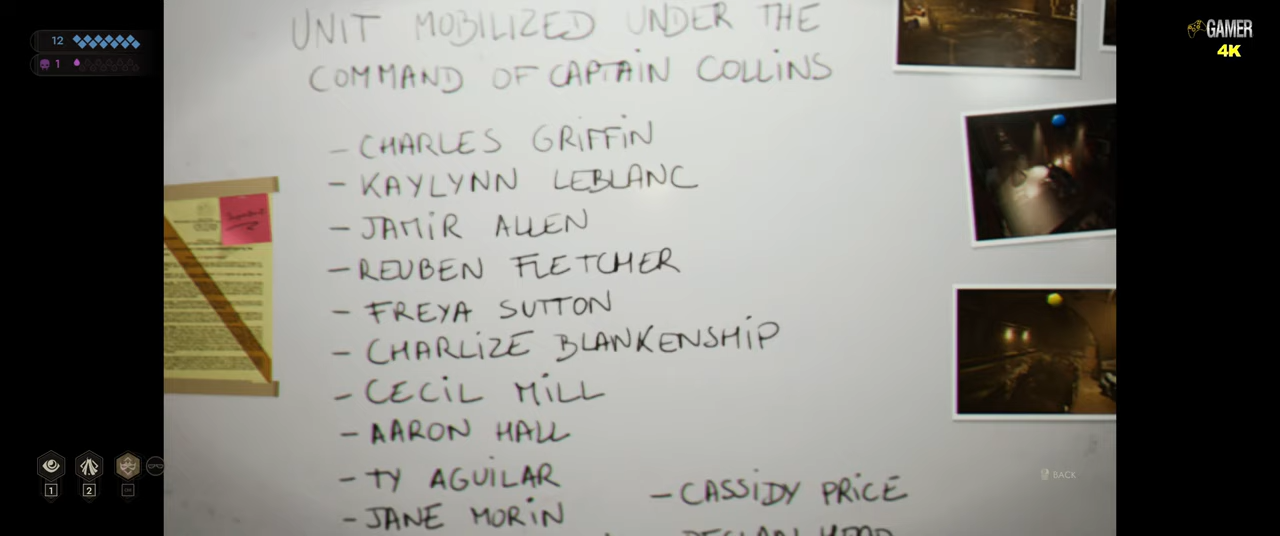 12
1
GAMER
4K
UNIT MOBILIZED UNDER THE
COMMAND OF CAPTAIN COLLINS
- CHARLES GRIFFIN
- KAYLYNN LEBLANC
- JAMIR ALLEN
- REUBEN FLETCHER
- FREYA SUTTON
- CHARLIZE BLANKENSHIP
- CECIL MILL
- AARON HALL
- TY AGUILAR
- JANE MORIN
- CASSIDY PRICE
1
2
BACK